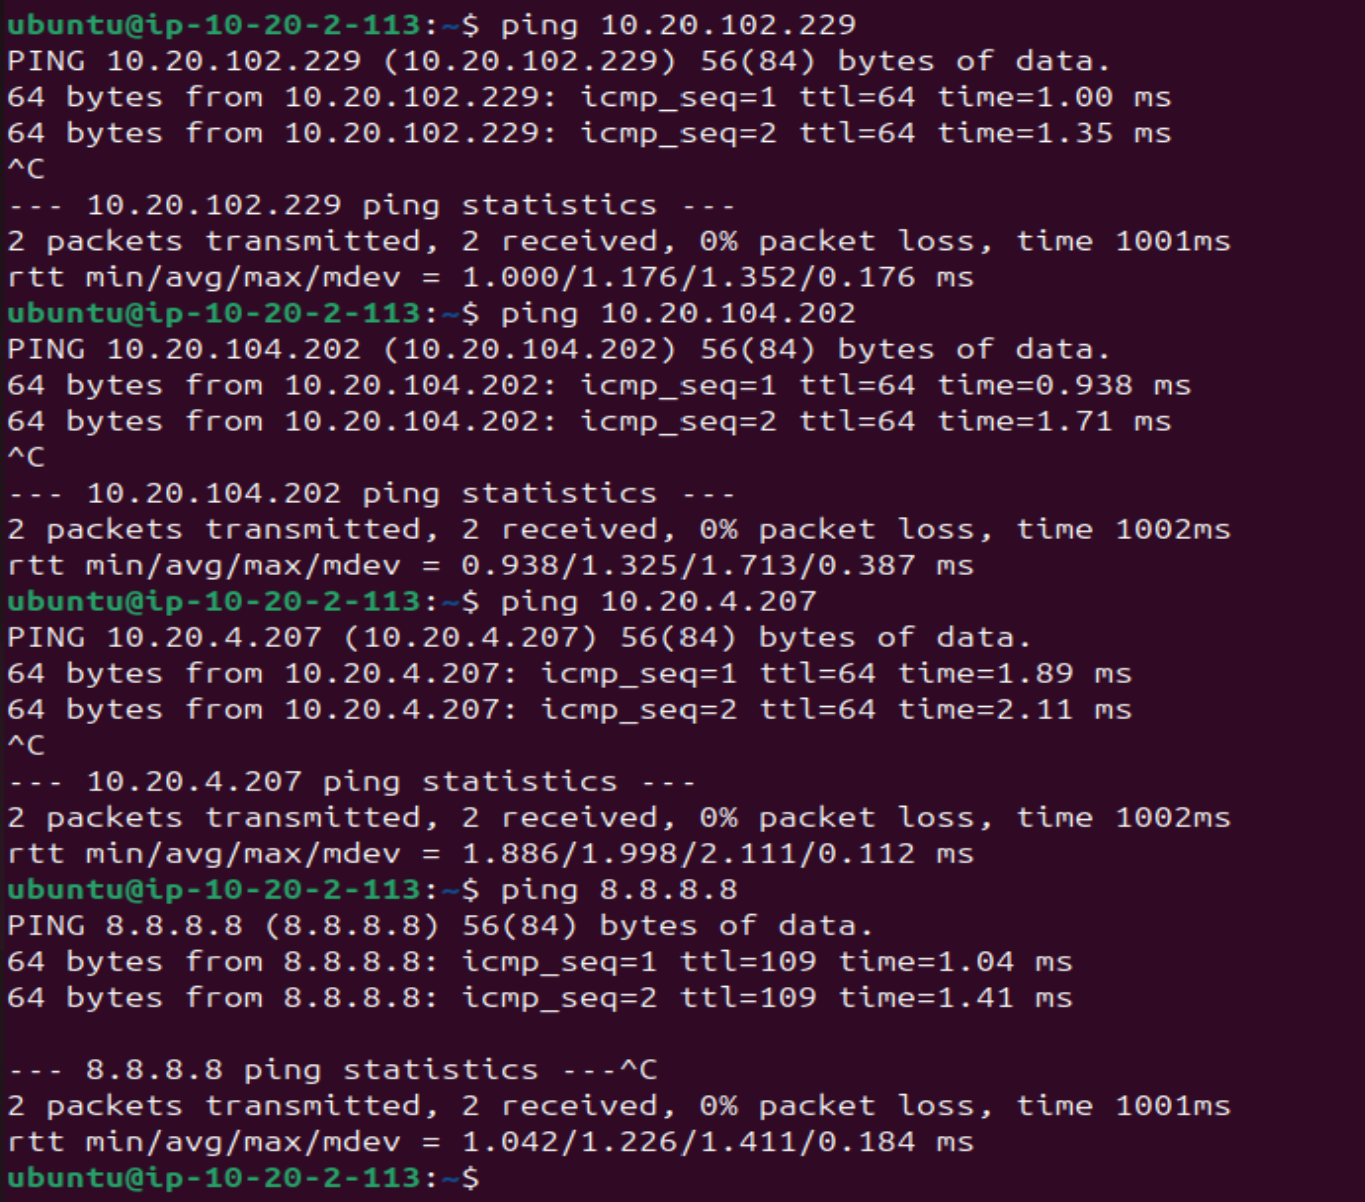 ubuntu@ip-10-20-2-113:~$ ping 10.20.102.229
PING 10.20.102.229 (10.20.102.229) 56(84) bytes of data.
64 bytes from 10.20.102.229: icmp_seq=1 ttl=64 time=1.00 ms
64 bytes from 10.20.102.229: icmp_seq=2 ttl=64 time=1.35 ms
^C
--- 10.20.102.229 ping statistics ---
2 packets transmitted, 2 received, 0% packet loss, time 1001ms
rtt min/avg/max/mdev = 1.000/1.176/1.352/0.176 ms
ubuntu@ip-10-20-2-113:~$ ping 10.20.104.202
PING 10.20.104.202 (10.20.104.202) 56(84) bytes of data.
64 bytes from 10.20.104.202: icmp_seq=1 ttl=64 time=0.938 ms
64 bytes from 10.20.104.202: icmp_seq=2 ttl=64 time=1.71 ms
^C
--- 10.20.104.202 ping statistics ---
2 packets transmitted, 2 received, 0% packet loss, time 1002ms
rtt min/avg/max/mdev = 0.938/1.325/1.713/0.387 ms
ubuntu@ip-10-20-2-113:~$ ping 10.20.4.207
PING 10.20.4.207 (10.20.4.207) 56(84) bytes of data.
64 bytes from 10.20.4.207: icmp_seq=1 ttl=64 time=1.89 ms
64 bytes from 10.20.4.207: icmp_seq=2 ttl=64 time=2.11 ms
^C
--- 10.20.4.207 ping statistics ---
2 packets transmitted, 2 received, 0% packet loss, time 1002ms
rtt min/avg/max/mdev = 1.886/1.998/2.111/0.112 ms
ubuntu@ip-10-20-2-113:~$ ping 8.8.8.8
PING 8.8.8.8 (8.8.8.8) 56(84) bytes of data.
64 bytes from 8.8.8.8: icmp_seq=1 ttl=109 time=1.04 ms
64 bytes from 8.8.8.8: icmp_seq=2 ttl=109 time=1.41 ms
--- 8.8.8.8 ping statistics ---^C
2 packets transmitted, 2 received, 0% packet loss, time 1001ms
rtt min/avg/max/mdev = 1.042/1.226/1.411/0.184 ms
ubuntu@ip-10-20-2-113:~$